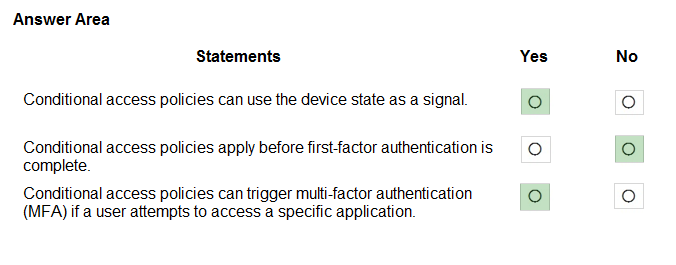 Answer Area
Statements Yes No
Conditional access policies can use the device state as a signal.
Conditional access policies apply before first-factor authentication is
complete.
Conditional access policies can trigger multi-factor authentication
(MFA) if a user attempts to access a specific application.